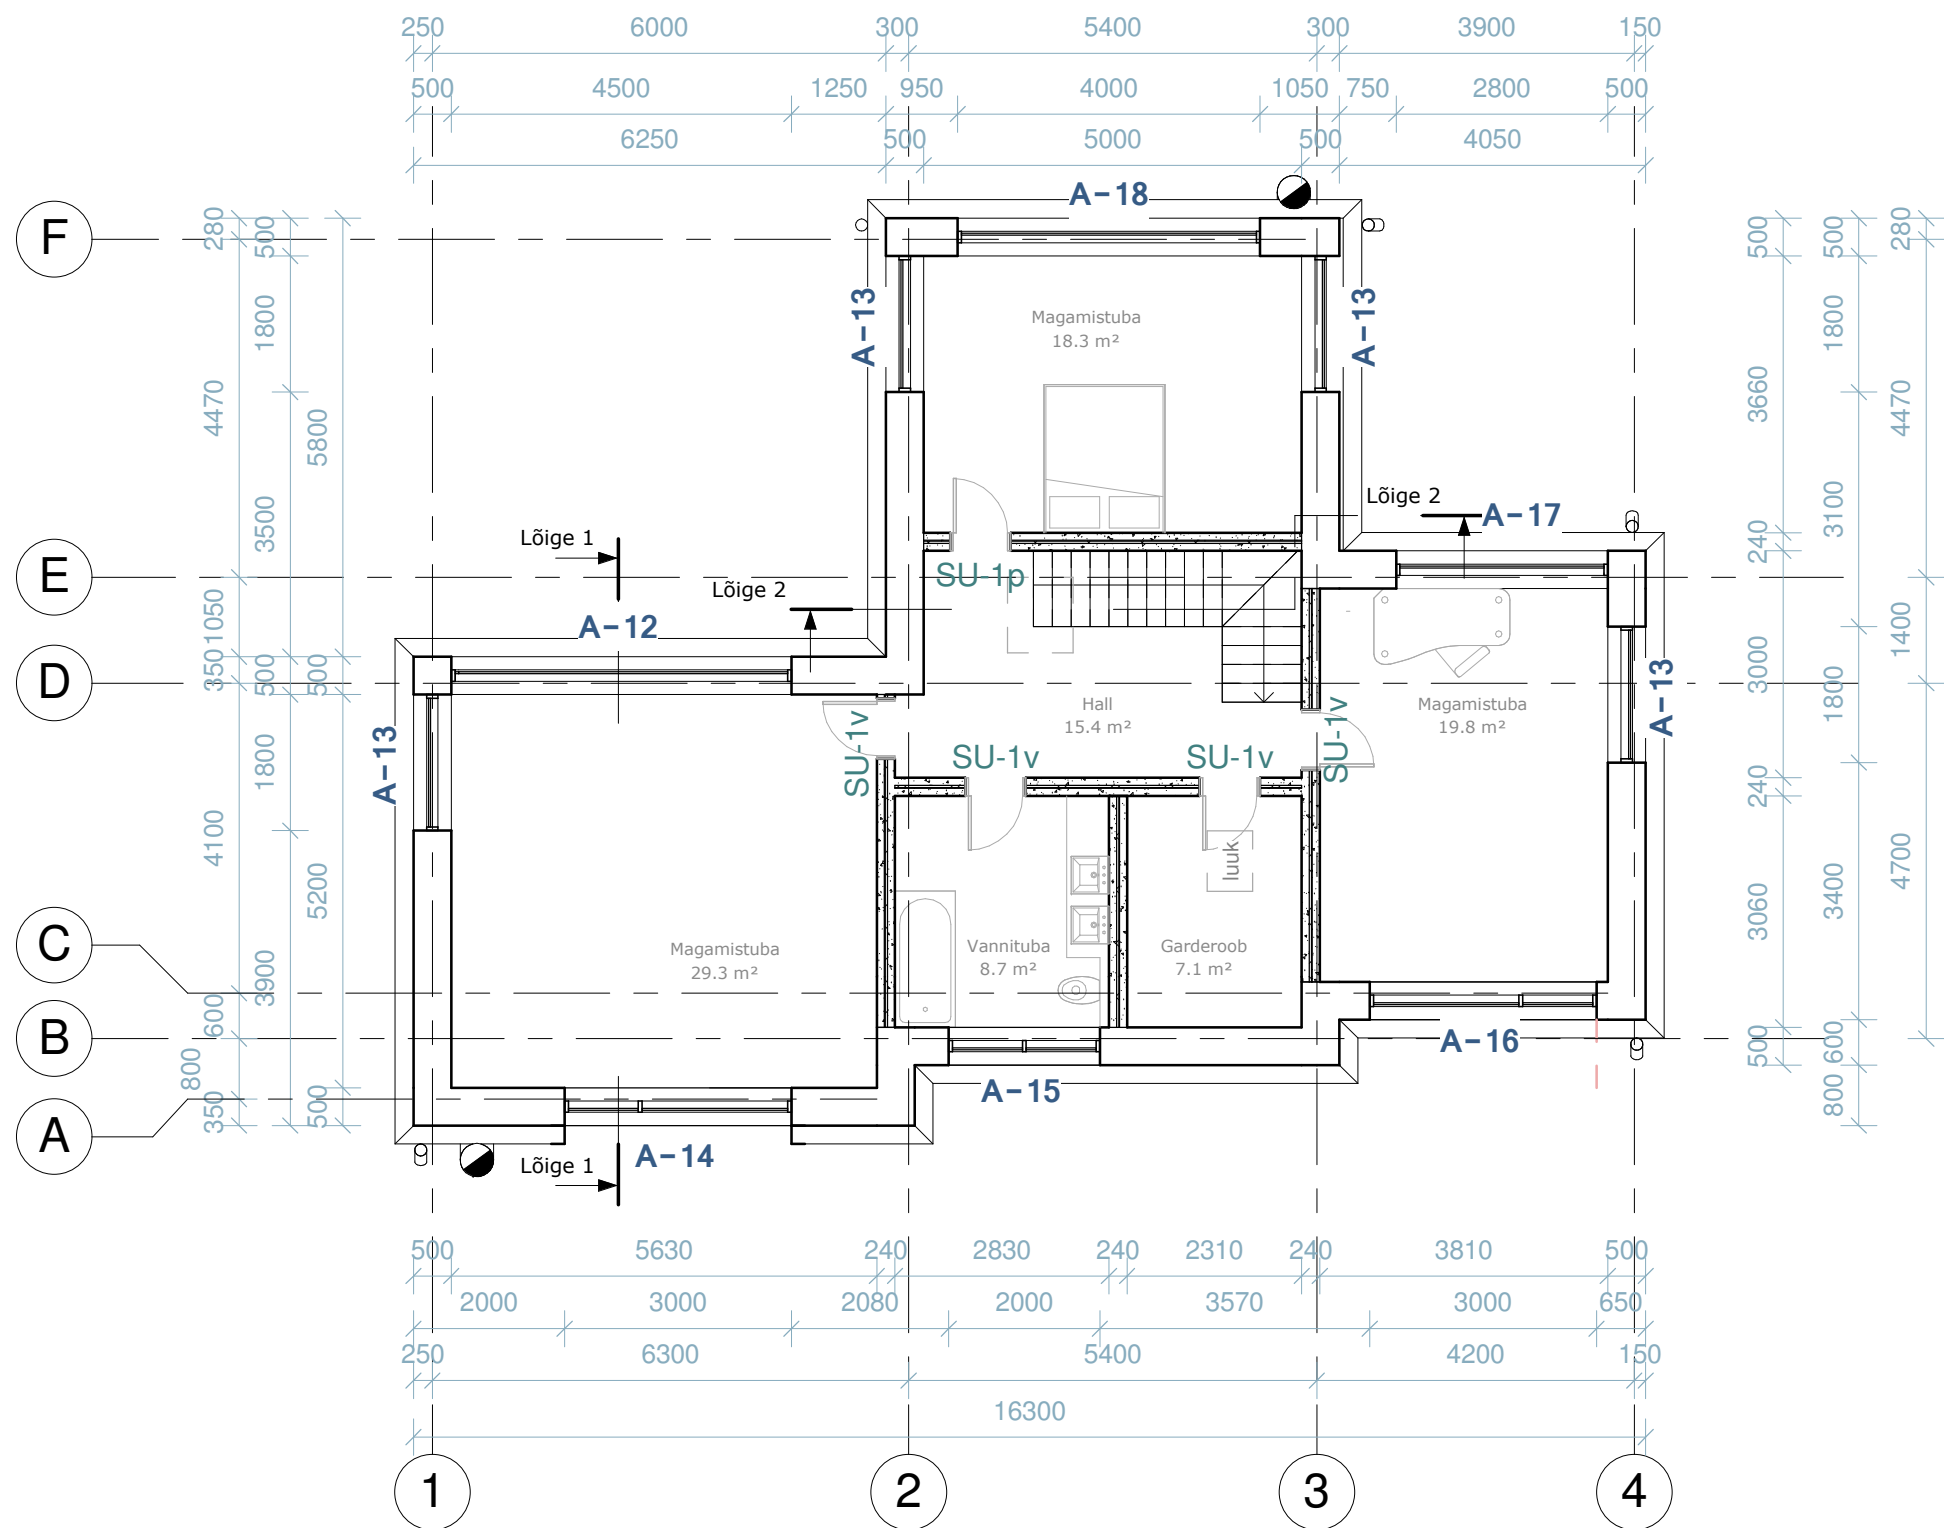 250 6000 300 5400 300 3900 150
500 4500 1250 950 4000 1050 750 2800 500
6250 500 5000 500 4050
A-18
F
280
500
500
500
280
A-13
A-13
1800
1800
Magamistuba
18.3 m²
4470
5800
3660
4470
3500
3100
Lõige 2
A-17
Lõige 1
240
E
SU-1p
Lõige 2
1050
A-12
1400
D
350
500
500
3000
1800
A-13
A-13
Hall
15.4 m²
Magamistuba
19.8 m²
SU-1v
SU-1v
SU-1v
SU-1v
1800
240
4100
luuk
4700
5200
3060
3400
C
Magamistuba
29.3 m²
Vannituba
8.7 m²
Garderoob
7.1 m²
3900
600
B
A-16
500
600
800
A-15
800
350
500
A
A-14
Lõige 1
500 5630 240 2830 240 2310 240 3810 500
2000 3000 2080 2000 3570 3000 650
250 6300 5400 4200 150
16300
1 2 3 4